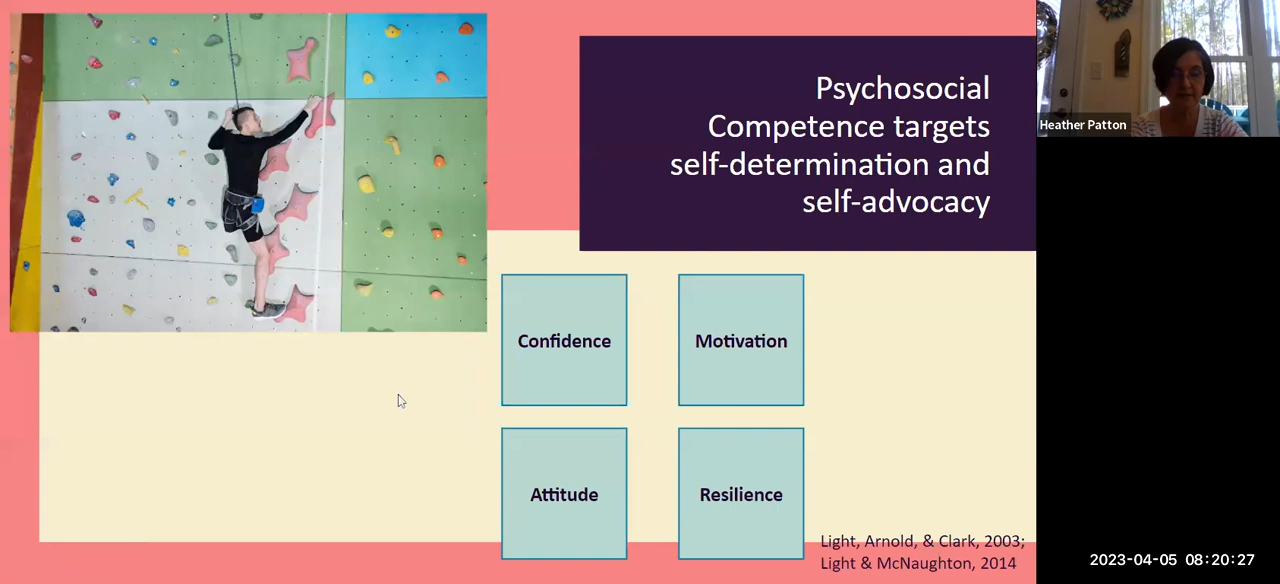 Psychosocial
Competence targets
self-determination and
self-advocacy
Heather Patton
Confidence
Motivation
Attitude
Resilience
Light, Arnold, & Clark, 2003;
Light & McNaughton, 2014
2023-04-05 08:20:27